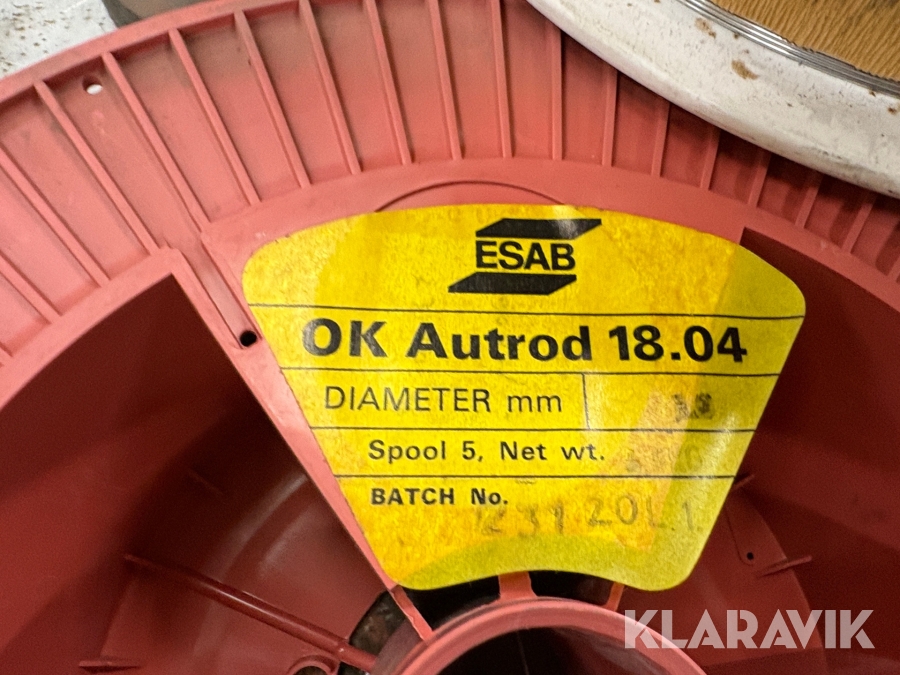 ESAB
OK Autrod 18.04
DIAMETER mm
Spool 5, Net wt.
BATCH No.
KLARAVIK